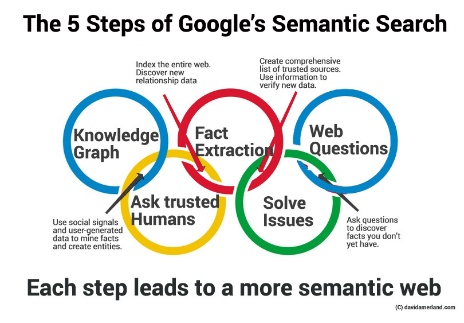 The 5 Steps of Google's Semantic Search
Index the entire web.
Discover new
relationship data
Create comprehensive
list of trusted sources.
Use information to
verify new data.
Knowledge
Graph
Fact
Extraction
Web
Questions
Ask trusted
Humans
Solve
Issues
Use social signals
and user-generated
data to mine facts
and create entities.
Ask questions
to discover
facts you don't
yet have.
Each step leads to a more semantic web
(C) davidamerland.com